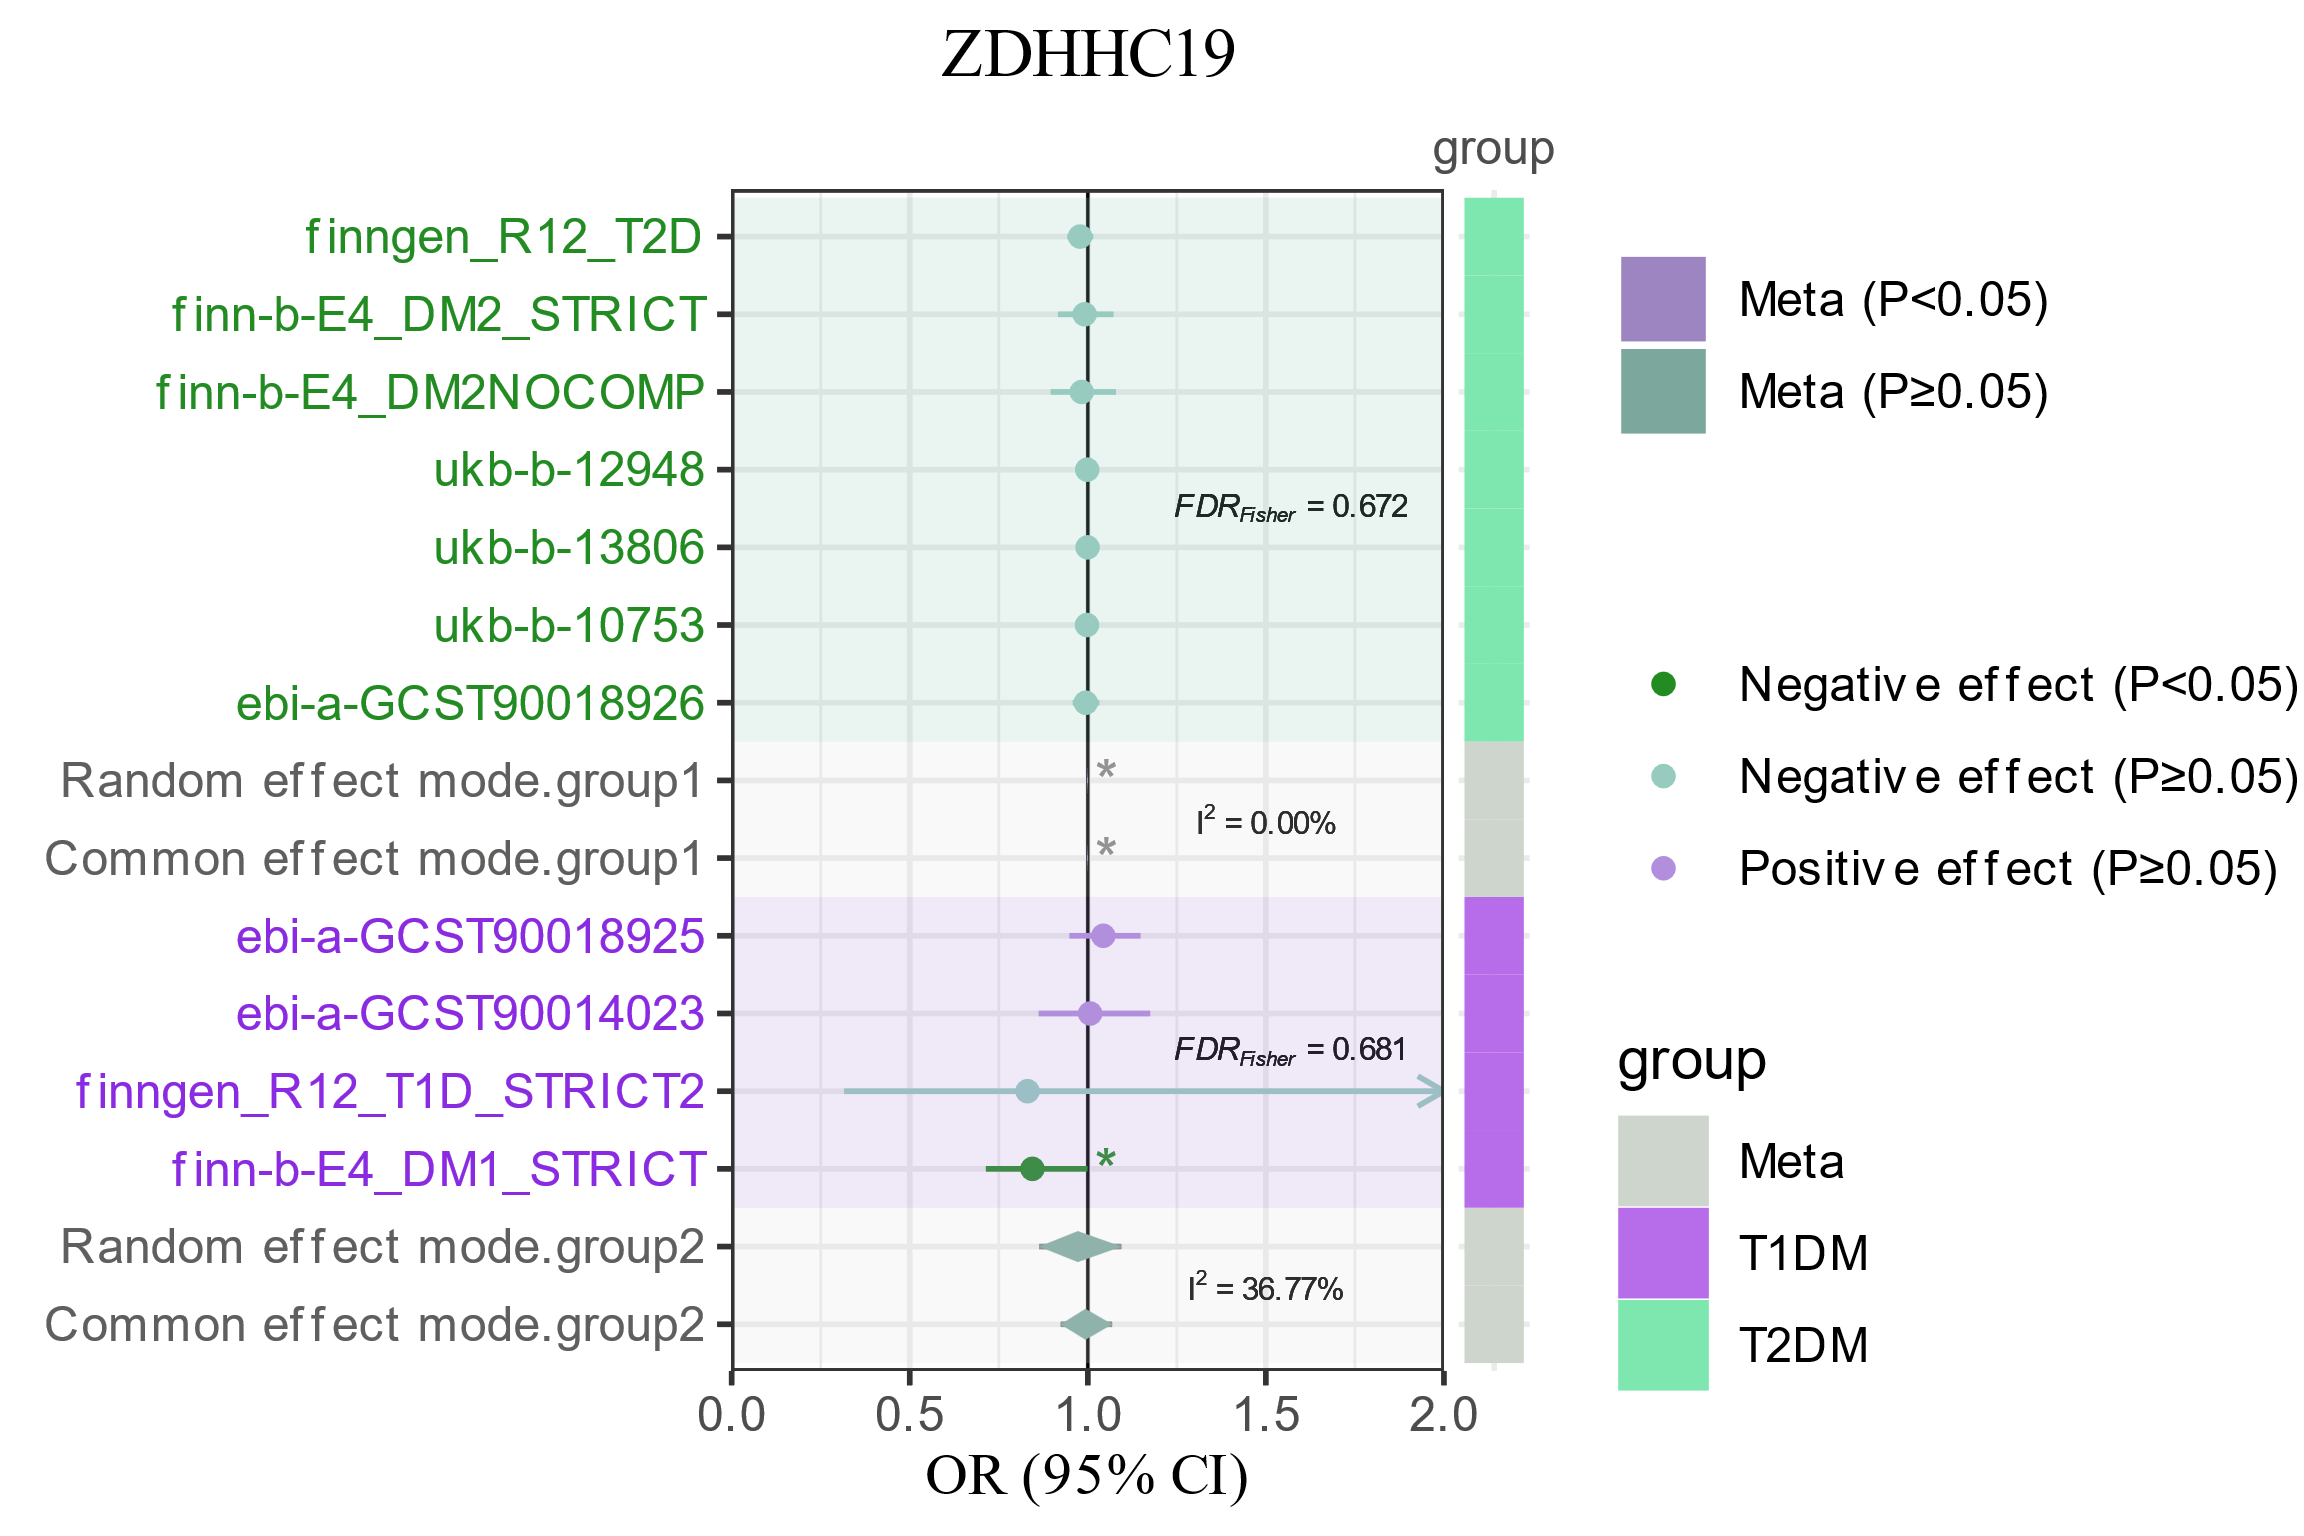 ZDHHC19
group
finngen_R12_T2D
finn-b-E4_DM2_STRICT
finn-b-E4_DM2NOCOMP
ukb-b-12948
FDRFisher = 0.672
ukb-b-13806
ukb-b-10753
ebi-a-GCST90018926
Random effect mode.group1 *
I² = 0.00%
Common effect mode.group1 *
ebi-a-GCST90018925
ebi-a-GCST90014023
FDRFisher = 0.681
finngen_R12_T1D_STRICT2
finn-b-E4_DM1_STRICT *
Random effect mode.group2
I² = 36.77%
Common effect mode.group2
0.0 0.5 1.0 1.5 2.0
OR (95% CI)
Meta (P<0.05)
Meta (P≥0.05)
Negative effect (P<0.05)
Negative effect (P≥0.05)
Positive effect (P≥0.05)
group
Meta
T1DM
T2DM